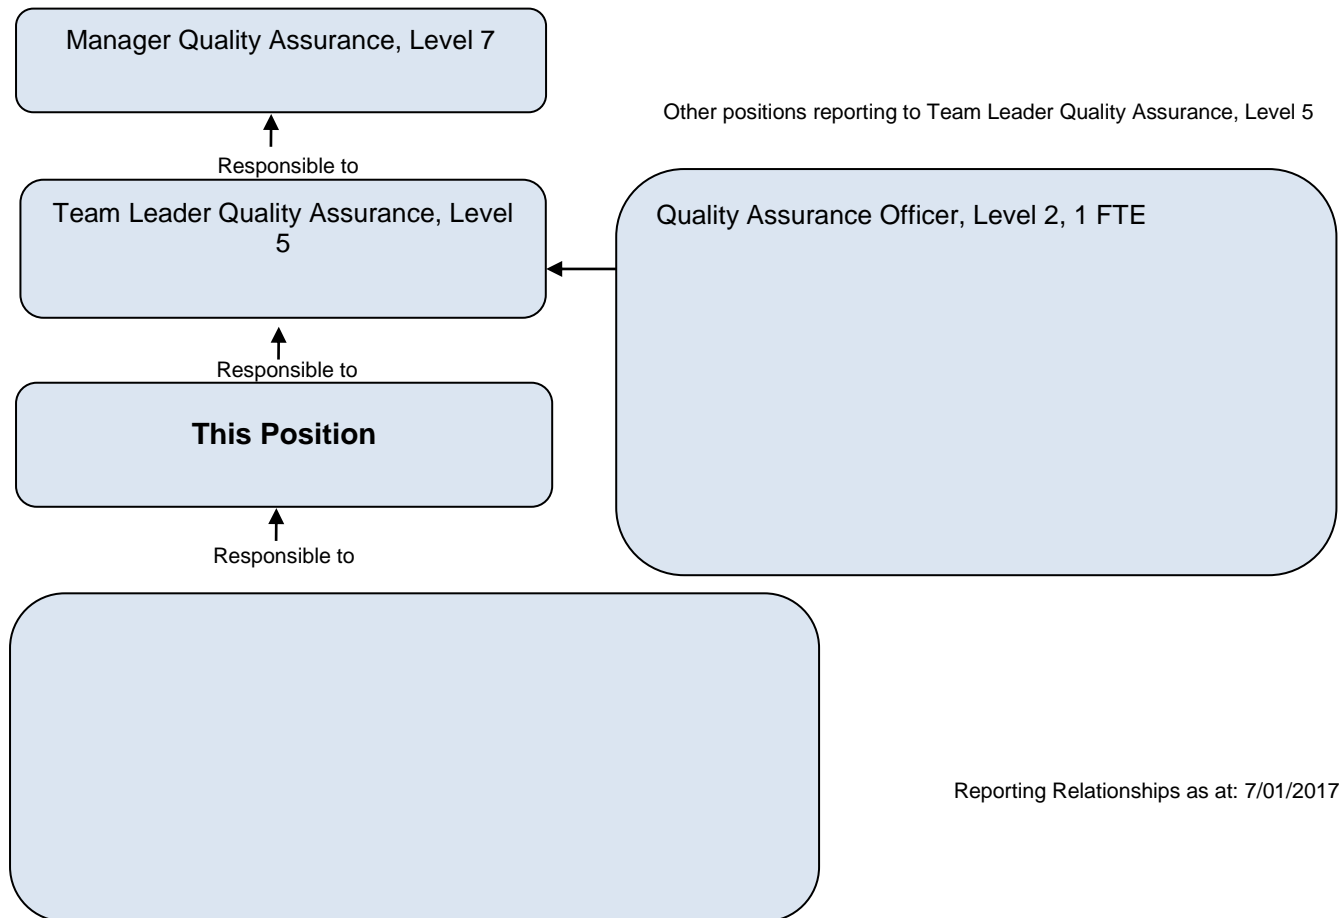 Manager Quality Assurance, Level 7
Other positions reporting to Team Leader Quality Assurance, Level 5
Responsible to
Team Leader Quality Assurance, Level
5
Quality Assurance Officer, Level 2, 1 FTE
Responsible to
This Position
Responsible to
Reporting Relationships as at: 7/01/2017